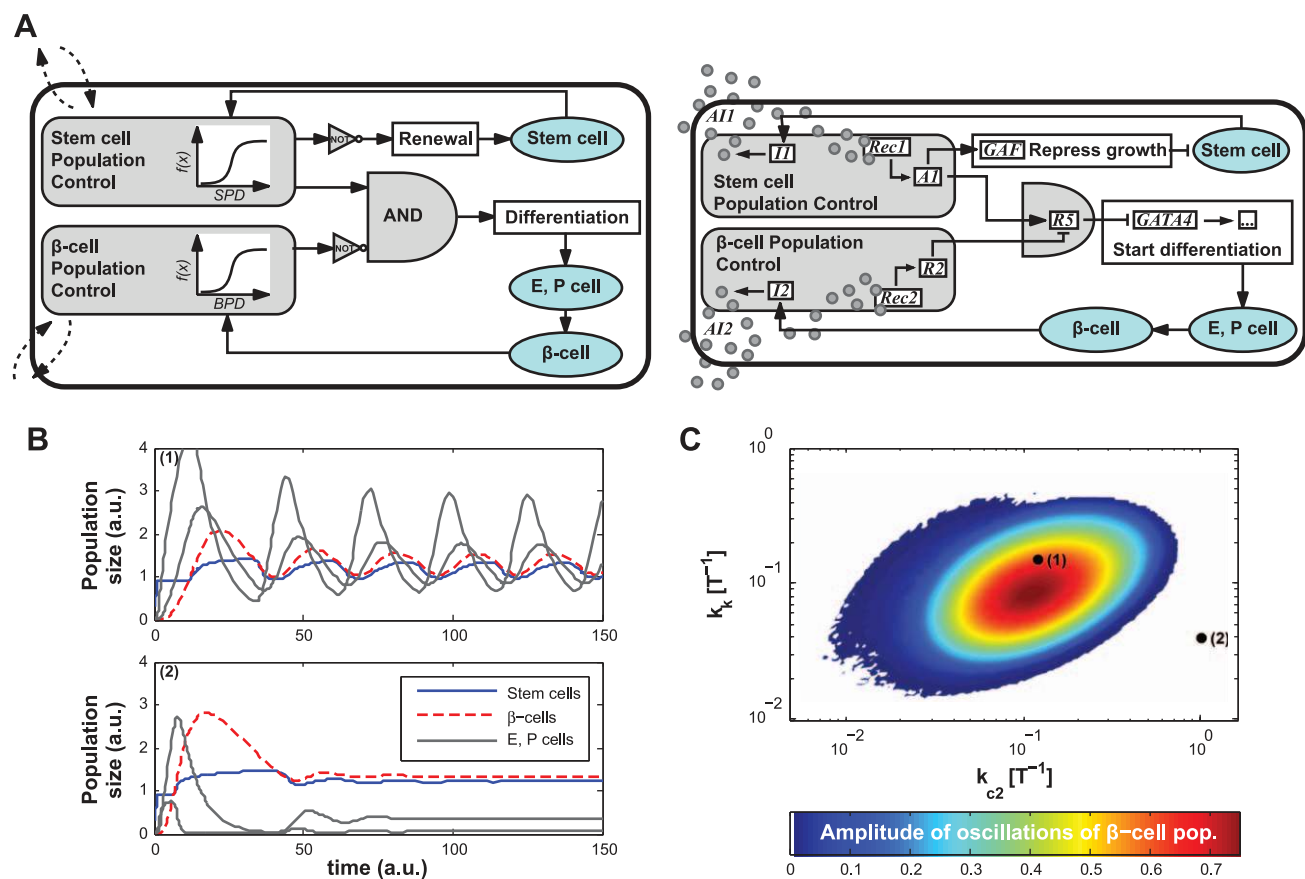 A
Stem cell
Population
Control
f(x)
SPD
NOT
Renewal
Stem cell
AND
Differentiation
β-cell
Population
Control
f(x)
BPD
NOT
E, P cell
β-cell
AI1
I1
Rec1
A1
Stem cell
Population Control
GAF Repress growth
Stem cell
R5
GATA4
...
Start differentiation
β-cell Population
Control
I2
R2
Rec2
AI2
β-cell
E, P cell
B
(1)
Population
size (a.u.)
4
3
2
1
0
0 50 100 150
(2)
Population
size (a.u.)
4
3
2
1
0
Stem cells
β-cells
E, P cells
0 50 100 150
time (a.u.)
C
10⁰
10⁻¹
10⁻²
k_k [T⁻¹]
(1)
(2)
10⁻² 10⁻¹ 10⁰
k_c2 [T⁻¹]
Amplitude of oscillations of β-cell pop.
0 0.1 0.2 0.3 0.4 0.5 0.6 0.7